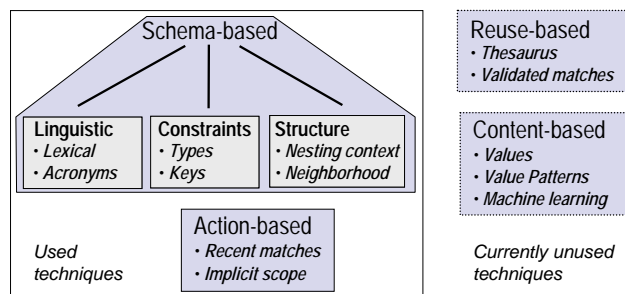 Schema-based
Linguistic
• Lexical
• Acronyms
Constraints
• Types
• Keys
Structure
• Nesting context
• Neighborhood
Action-based
• Recent matches
• Implicit scope
Used
techniques
Reuse-based
• Thesaurus
• Validated matches
Content-based
• Values
• Value Patterns
• Machine learning
Currently unused
techniques